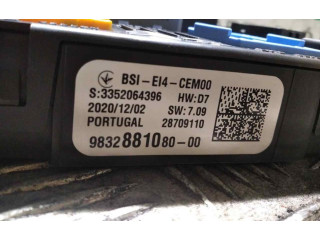 BSI-EI4-CEM00
S:3352064396 HW:D7
2020/12/02 SW: 7.09
PORTUGAL 28709110
9832881080-00